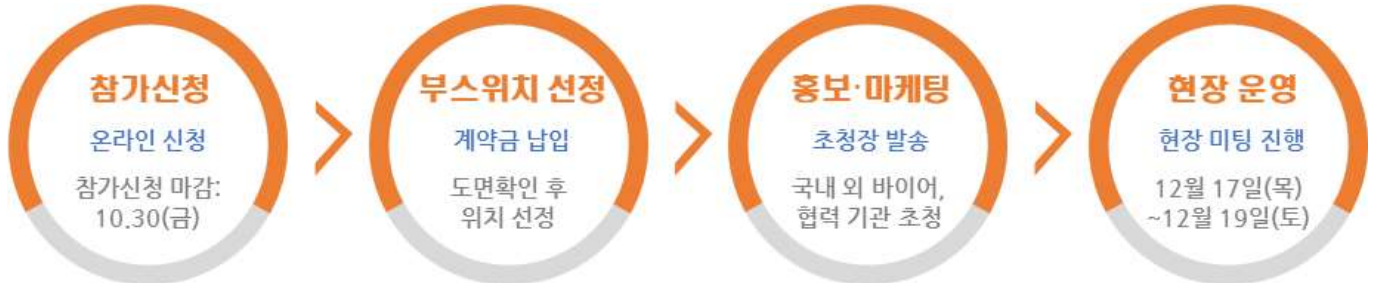 참가신청
온라인 신청
참가신청 마감:
10.30(금)
부스위치 선정
계약금 납입
도면확인 후
위치 선정
홍보·마케팅
초청장 발송
국내 외 바이어,
협력 기관 초청
현장 운영
현장 미팅 진행
12월 17일(목)
~12월 19일(토)